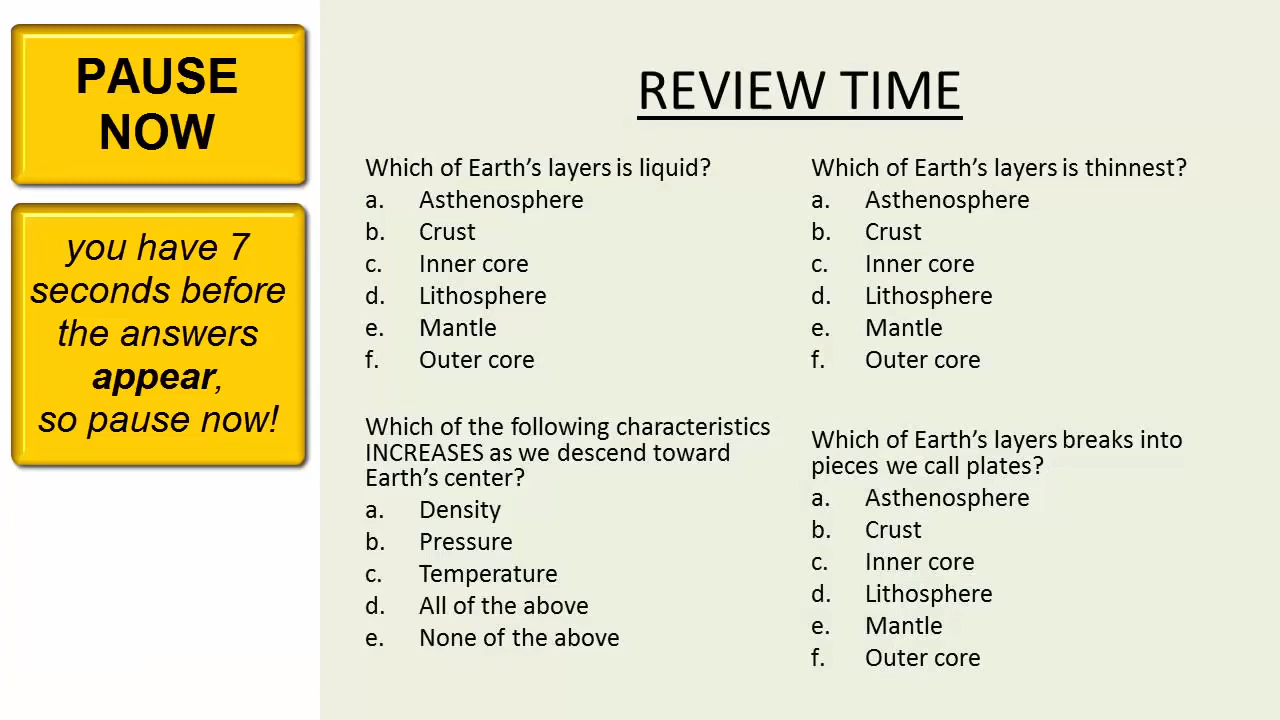 PAUSE
NOW
you have 7
seconds before
the answers
appear,
so pause now!
REVIEW TIME
Which of Earth’s layers is liquid?
a. Asthenosphere
b. Crust
c. Inner core
d. Lithosphere
e. Mantle
f. Outer core
Which of the following characteristics
INCREASES as we descend toward
Earth’s center?
a. Density
b. Pressure
c. Temperature
d. All of the above
e. None of the above
Which of Earth’s layers is thinnest?
a. Asthenosphere
b. Crust
c. Inner core
d. Lithosphere
e. Mantle
f. Outer core
Which of Earth’s layers breaks into
pieces we call plates?
a. Asthenosphere
b. Crust
c. Inner core
d. Lithosphere
e. Mantle
f. Outer core